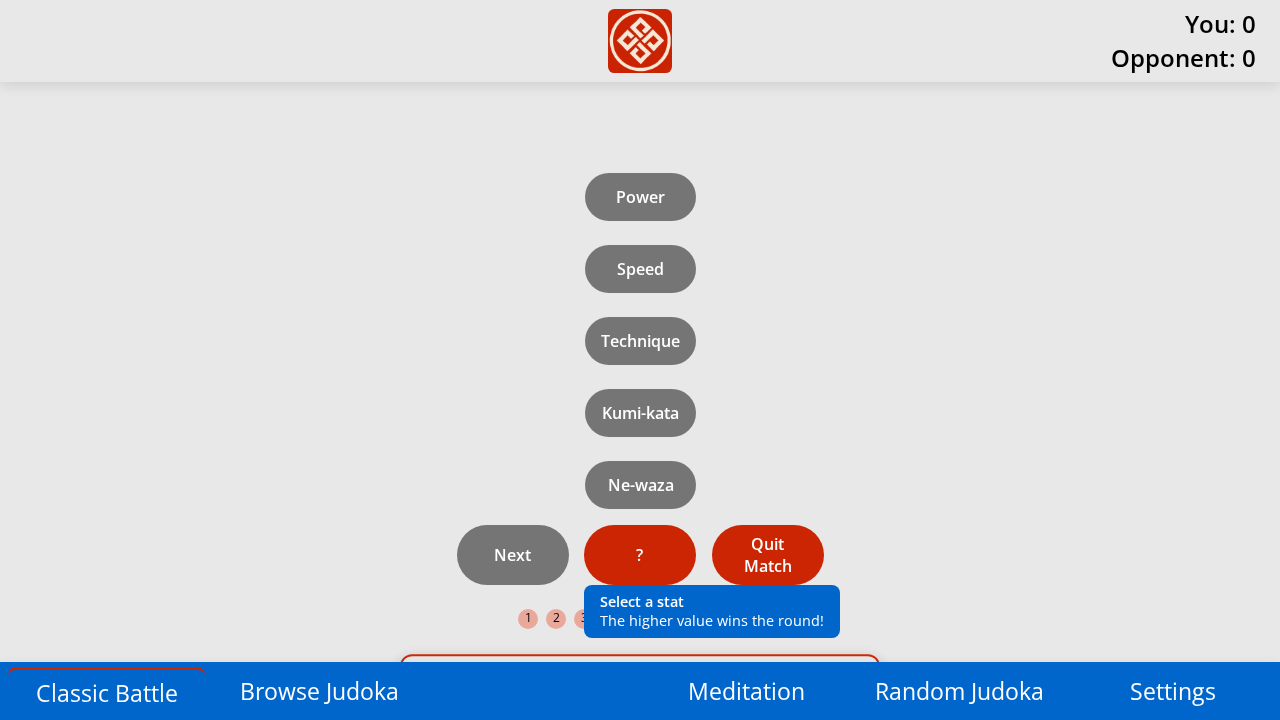 You: 0
Opponent: 0
Power
Speed
Technique
Kumi-kata
Ne-waza
Next
?
Quit
Match
Select a stat
The higher value wins the round!
1
2
3
Classic Battle
Browse Judoka
Meditation
Random Judoka
Settings